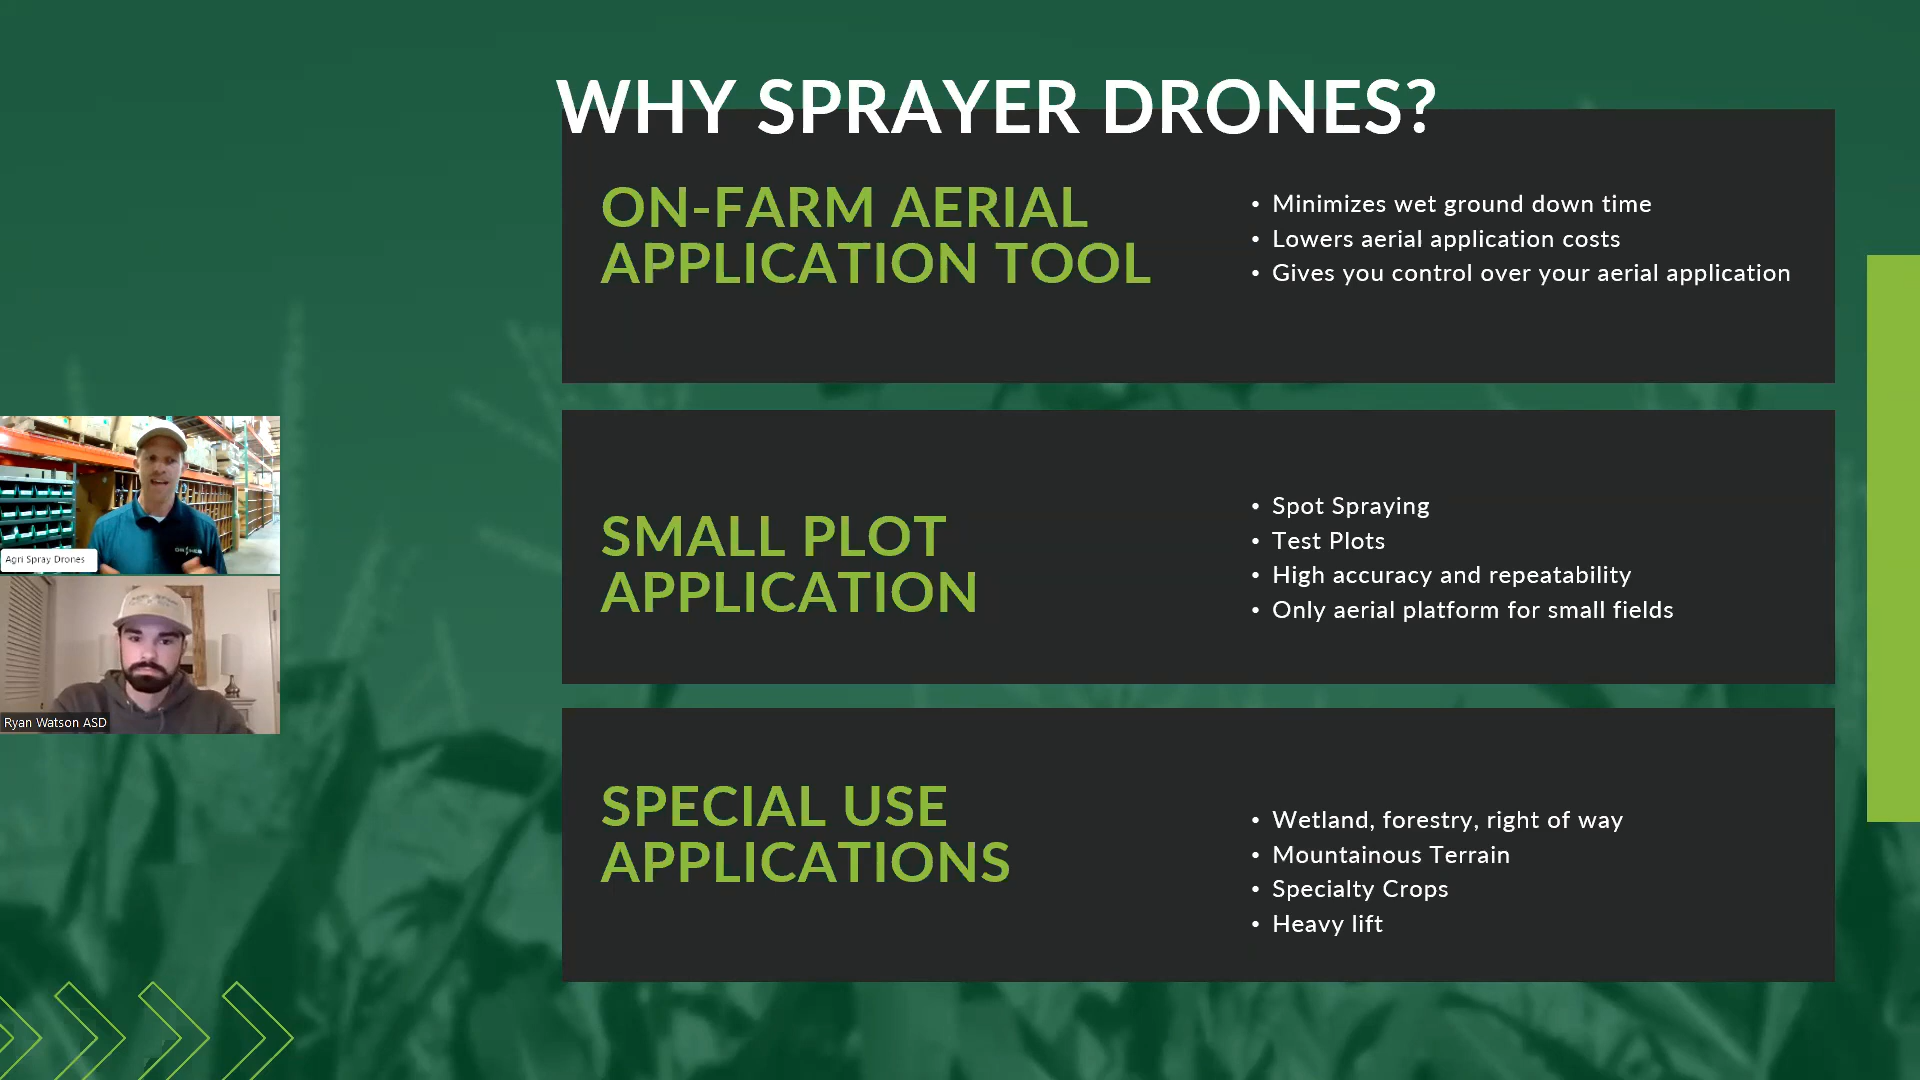 WHY SPRAYER DRONES?
ON-FARM AERIAL
APPLICATION TOOL
• Minimizes wet ground down time
• Lowers aerial application costs
• Gives you control over your aerial application
SMALL PLOT
APPLICATION
• Spot Spraying
• Test Plots
• High accuracy and repeatability
• Only aerial platform for small fields
SPECIAL USE
APPLICATIONS
• Wetland, forestry, right of way
• Mountainous Terrain
• Specialty Crops
• Heavy lift
Agri Spray Drones
Ryan Watson ASD